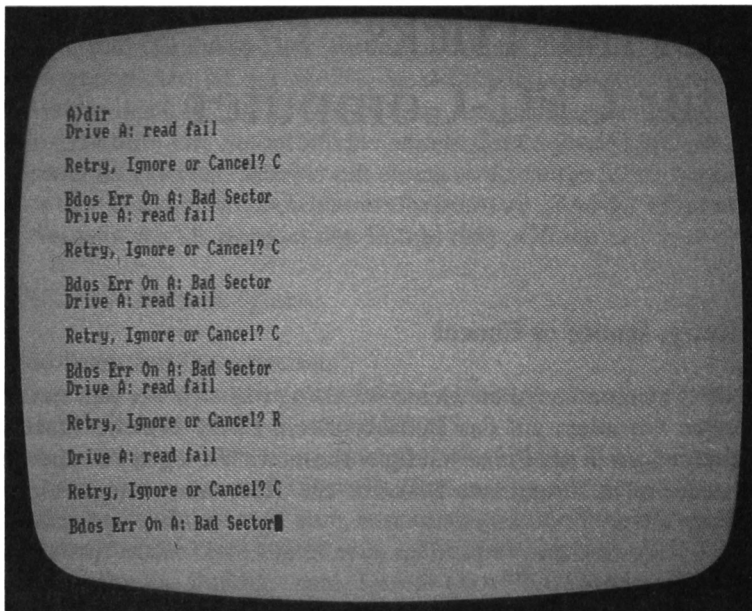 A>dir
Drive A: read fail
Retry, Ignore or Cancel? C
Bdos Err On A: Bad Sector
Drive A: read fail
Retry, Ignore or Cancel? C
Bdos Err On A: Bad Sector
Drive A: read fail
Retry, Ignore or Cancel? C
Bdos Err On A: Bad Sector
Drive A: read fail
Retry, Ignore or Cancel? R
Drive A: read fail
Retry, Ignore or Cancel? C
Bdos Err On A: Bad Sector